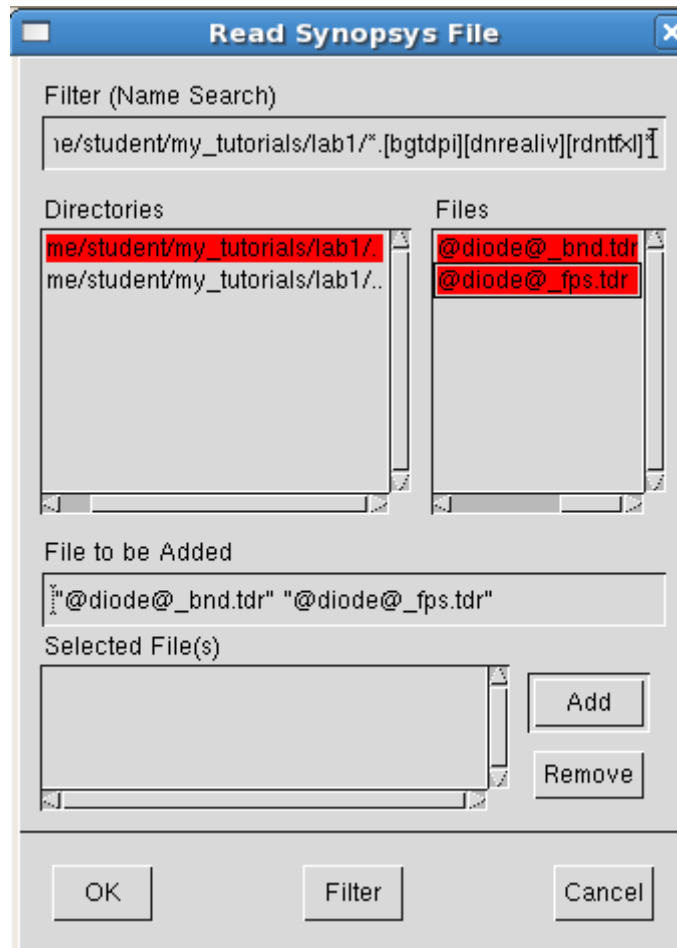 Read Synopsys File
Filter (Name Search)
ne/student/my_tutorials/lab1/*.[bgtdpi][dnrealiv][rdntfxl]*
Directories
Files
me/student/my_tutorials/lab1/.
me/student/my_tutorials/lab1/..
@diode@_bnd.tdr
@diode@_fps.tdr
File to be Added
"@diode@_bnd.tdr" "@diode@_fps.tdr"
Selected File(s)
Add
Remove
OK
Filter
Cancel